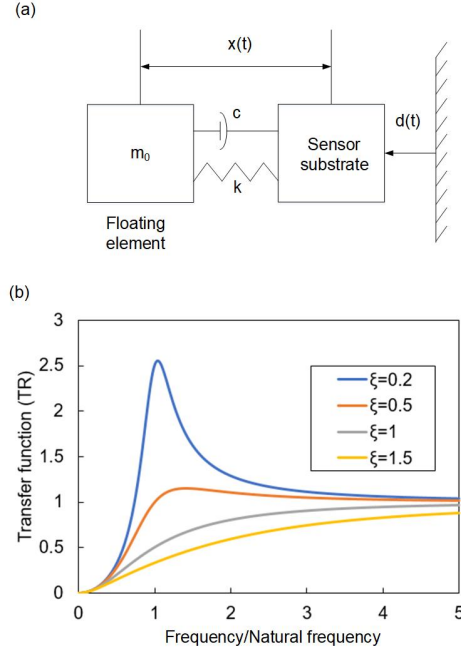 (a)
x(t)
c
d(t)
m₀
Sensor
substrate
k
Floating
element
(b)
3
2.5
2
1.5
1
0.5
0
Transfer function (TR)
ξ=0.2
ξ=0.5
ξ=1
ξ=1.5
0 1 2 3 4 5
Frequency/Natural frequency